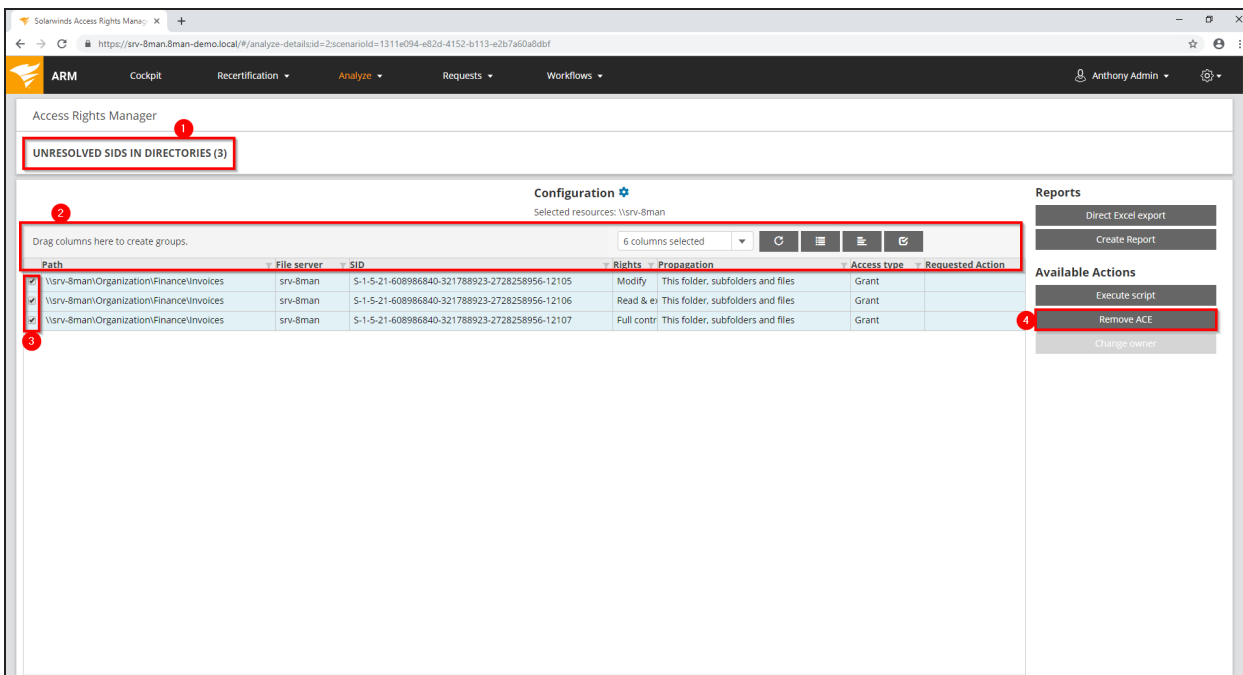 Solarwinds Access Rights Manag
https://srv-8man.8man-demo.local/#/analyze-details;id=2;scenarioId=1311e094-e82d-4152-b113-e2b7a60a8dbf
ARM Cockpit Recertification Analyze Requests Workflows Anthony Admin
Access Rights Manager
1
UNRESOLVED SIDS IN DIRECTORIES (3)
Configuration
Selected resources: \\srv-8man
2
Drag columns here to create groups. 6 columns selected
Path File server SID Rights Propagation Access type Requested Action
\\srv-8man\Organization\Finance\Invoices srv-8man S-1-5-21-608986840-321788923-2728258956-12105 Modify This folder, subfolders and files Grant
\\srv-8man\Organization\Finance\Invoices srv-8man S-1-5-21-608986840-321788923-2728258956-12106 Read & e This folder, subfolders and files Grant
\\srv-8man\Organization\Finance\Invoices srv-8man S-1-5-21-608986840-321788923-2728258956-12107 Full contr This folder, subfolders and files Grant
3
Reports
Direct Excel export
Create Report
Available Actions
Execute script
4 Remove ACE
Change owner